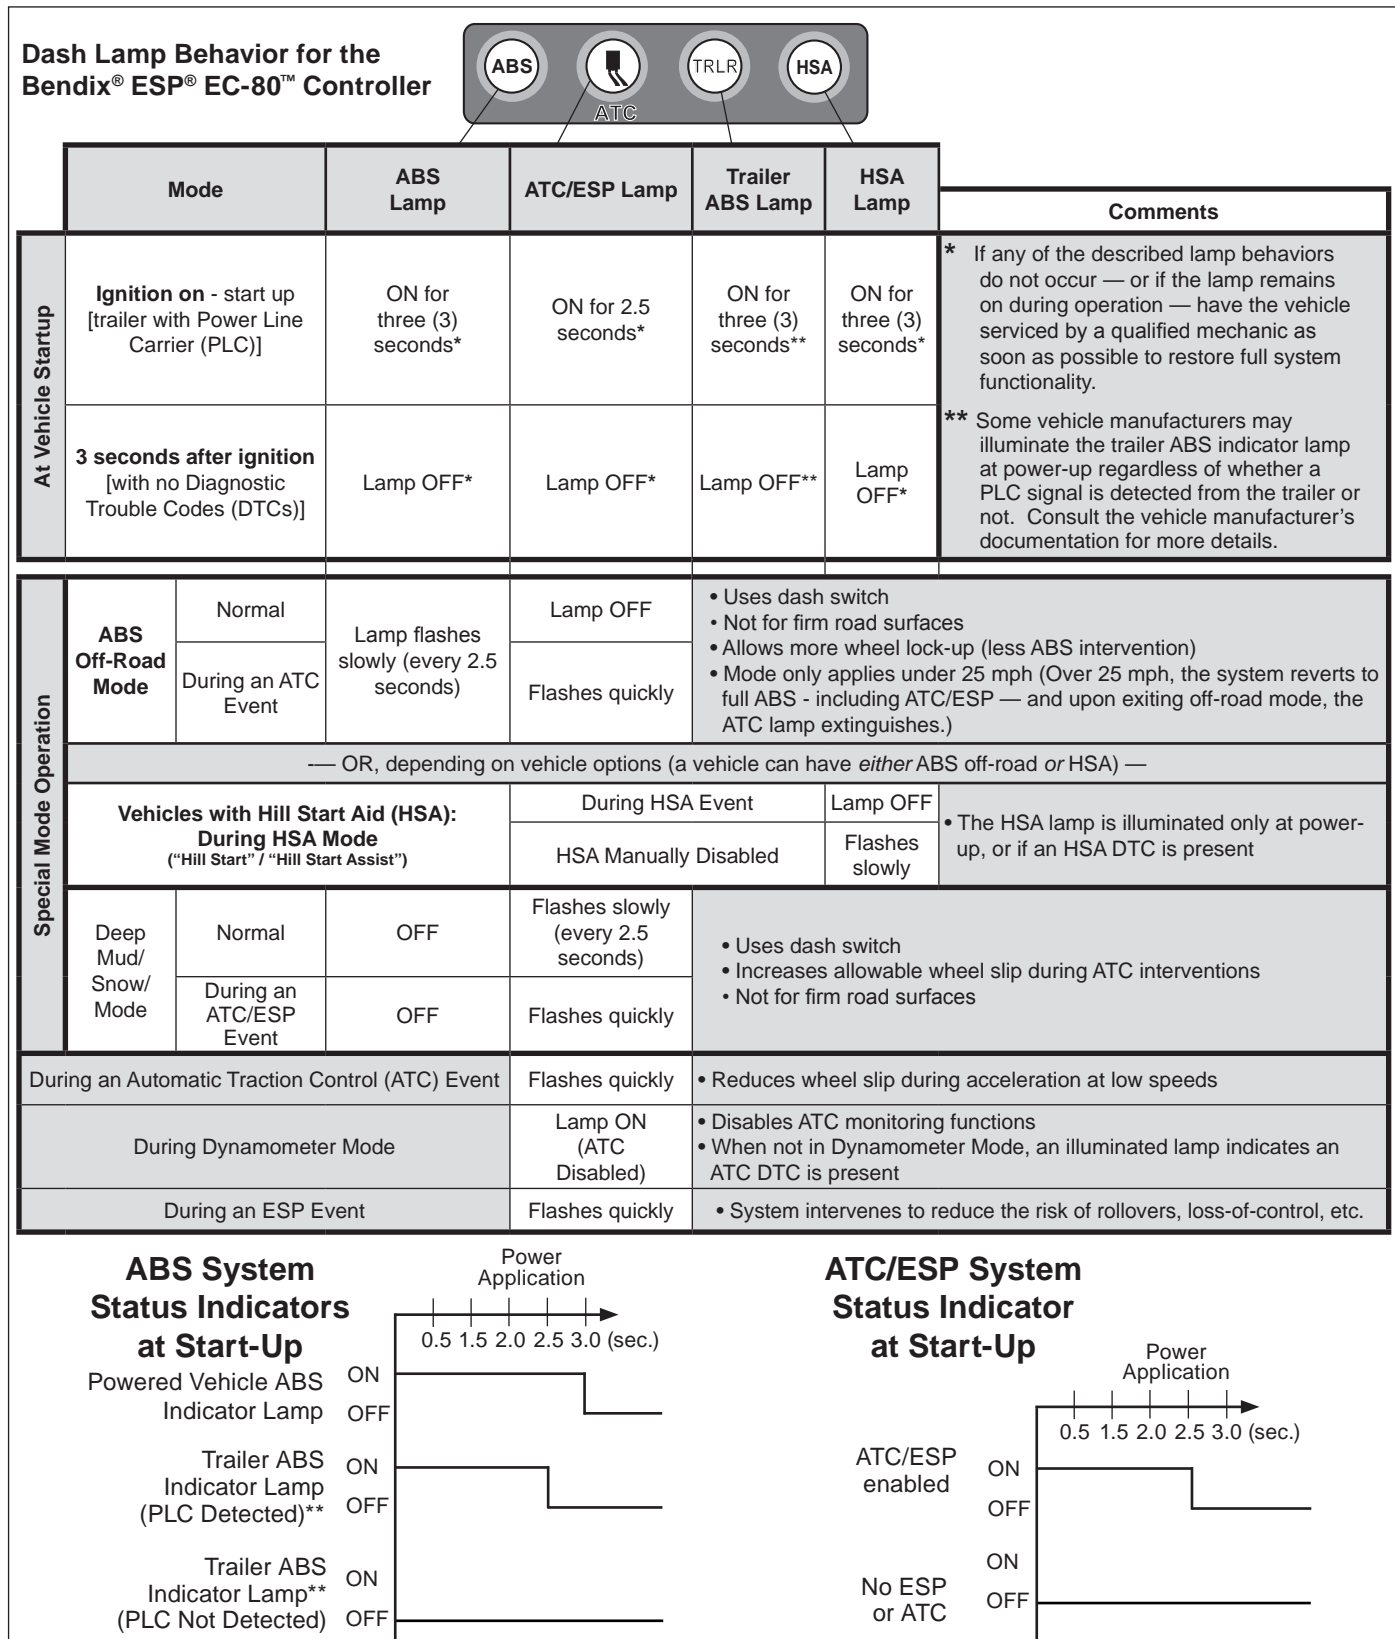 Dash Lamp Behavior for the
Bendix® ESP® EC-80™ Controller
ABS
ATC
TRLR
HSA
Mode
ABS
Lamp
ATC/ESP Lamp
Trailer
ABS Lamp
HSA
Lamp
Comments
At Vehicle Startup
Ignition on - start up
[trailer with Power Line
Carrier (PLC)]
ON for
three (3)
seconds*
ON for 2.5
seconds*
ON for
three (3)
seconds**
ON for
three (3)
seconds*
* If any of the described lamp behaviors
do not occur — or if the lamp remains
on during operation — have the vehicle
serviced by a qualified mechanic as
soon as possible to restore full system
functionality.
3 seconds after ignition
[with no Diagnostic
Trouble Codes (DTCs)]
Lamp OFF*
Lamp OFF*
Lamp OFF**
Lamp
OFF*
** Some vehicle manufacturers may
illuminate the trailer ABS indicator lamp
at power-up regardless of whether a
PLC signal is detected from the trailer or
not. Consult the vehicle manufacturer's
documentation for more details.
Special Mode Operation
ABS
Off-Road
Mode
Normal
Lamp flashes
slowly (every 2.5
seconds)
Lamp OFF
During an ATC
Event
Flashes quickly
• Uses dash switch
• Not for firm road surfaces
• Allows more wheel lock-up (less ABS intervention)
• Mode only applies under 25 mph (Over 25 mph, the system reverts to
full ABS - including ATC/ESP — and upon exiting off-road mode, the
ATC lamp extinguishes.)
-— OR, depending on vehicle options (a vehicle can have either ABS off-road or HSA) —
Vehicles with Hill Start Aid (HSA):
During HSA Mode
("Hill Start" / "Hill Start Assist")
During HSA Event
Lamp OFF
HSA Manually Disabled
Flashes
slowly
• The HSA lamp is illuminated only at power-
up, or if an HSA DTC is present
Deep
Mud/
Snow/
Mode
Normal
OFF
Flashes slowly
(every 2.5
seconds)
During an
ATC/ESP
Event
OFF
Flashes quickly
• Uses dash switch
• Increases allowable wheel slip during ATC interventions
• Not for firm road surfaces
During an Automatic Traction Control (ATC) Event
Flashes quickly
• Reduces wheel slip during acceleration at low speeds
During Dynamometer Mode
Lamp ON
(ATC
Disabled)
• Disables ATC monitoring functions
• When not in Dynamometer Mode, an illuminated lamp indicates an
ATC DTC is present
During an ESP Event
Flashes quickly
• System intervenes to reduce the risk of rollovers, loss-of-control, etc.
ABS System
Status Indicators
at Start-Up
Power
Application
0.5 1.5 2.0 2.5 3.0 (sec.)
Powered Vehicle ABS
Indicator Lamp
ON
OFF
Trailer ABS
Indicator Lamp
(PLC Detected)**
ON
OFF
Trailer ABS
Indicator Lamp**
(PLC Not Detected)
ON
OFF
ATC/ESP System
Status Indicator
at Start-Up
Power
Application
0.5 1.5 2.0 2.5 3.0 (sec.)
ATC/ESP
enabled
ON
OFF
No ESP
or ATC
ON
OFF